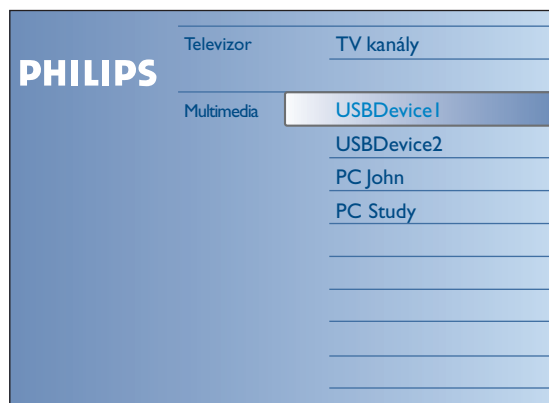 PHILIPS
Televizor TV kanály
Multimedia USBDevice1
USBDevice2
PC John
PC Study